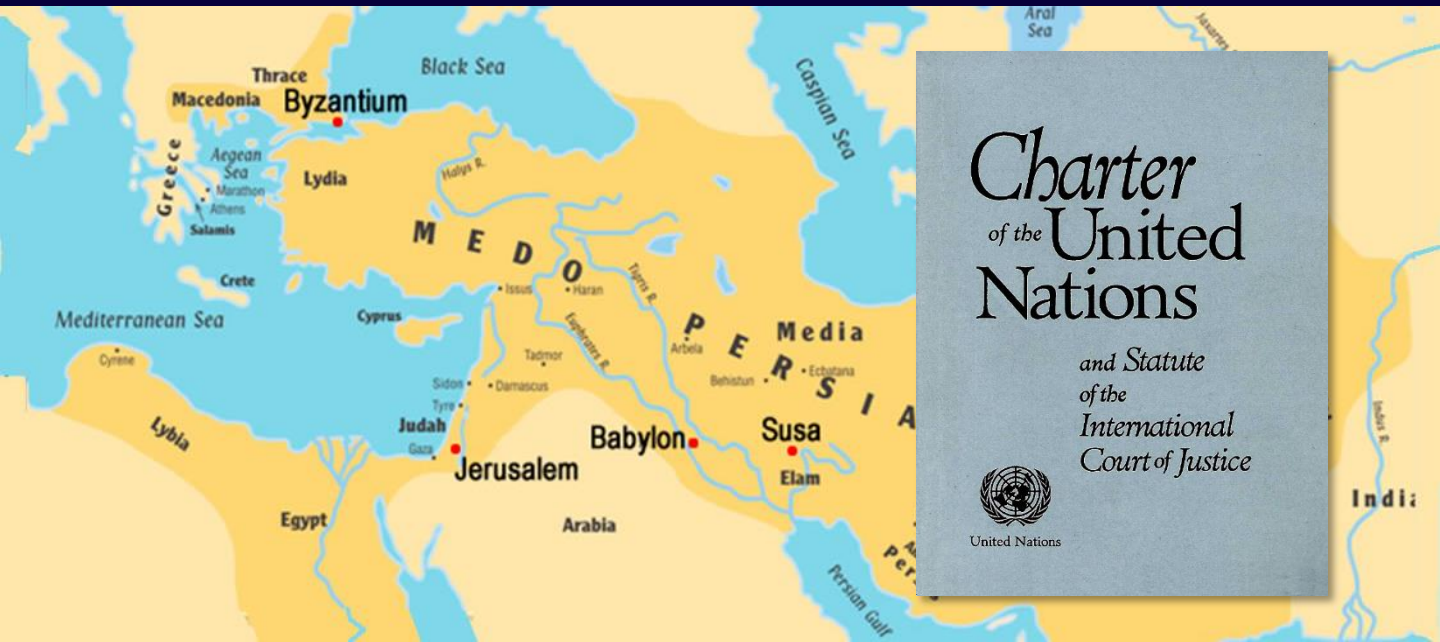 Aral
Sea
Black Sea
Thrace
Macedonia
Byzantium
Caspian Sea
Greece
Aegean
Sea
Marathon
Athens
Salamis
Lydia
Halys R.
MEDO
PERSIA
Crete
Issus
Haran
Tigris R.
Mediterranean Sea
Cyprus
Euphrates R.
Media
Arbela
Cyrene
Tadmor
Behistun
Ecbatana
Sidon
Damascus
Tyre
Lybia
Judah
Gaza
Jerusalem
Babylon
Susa
Elam
Egypt
Arabia
Persian Gulf
Indus R.
Charter
of the United
Nations
and Statute
of the
International
Court of Justice
United Nations